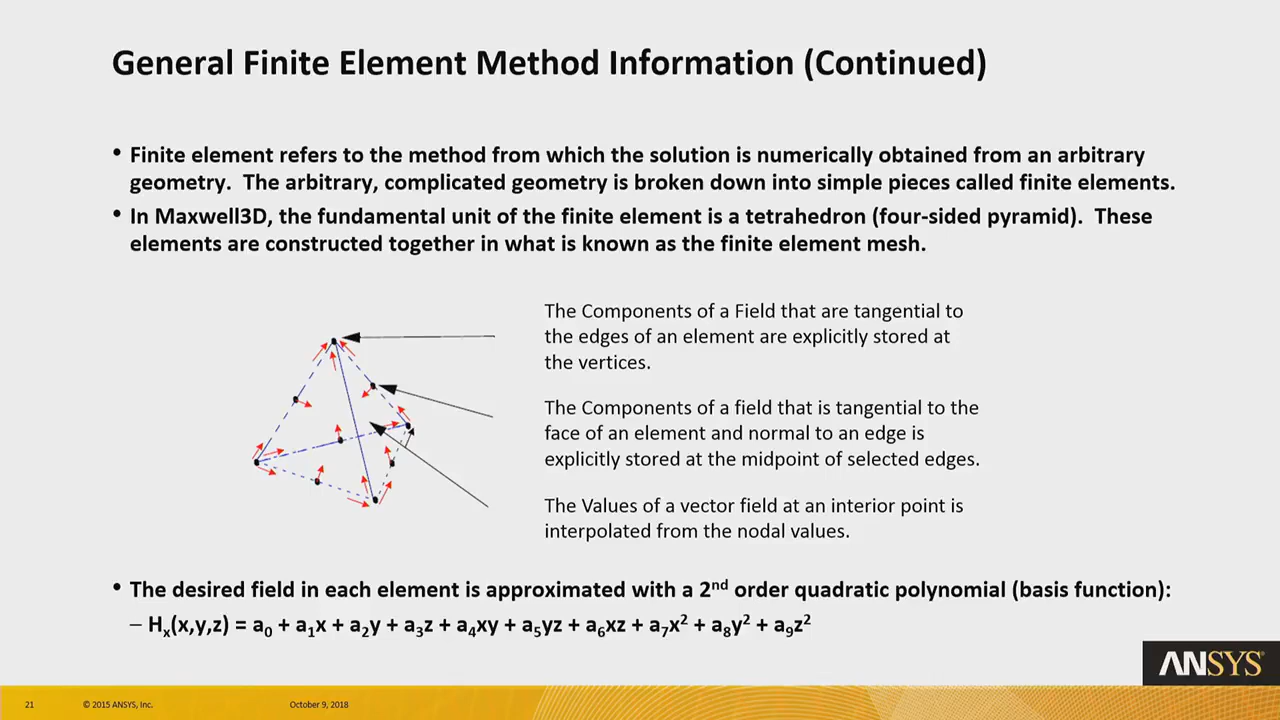 General Finite Element Method Information (Continued)
• Finite element refers to the method from which the solution is numerically obtained from an arbitrary
geometry.  The arbitrary, complicated geometry is broken down into simple pieces called finite elements.
• In Maxwell3D, the fundamental unit of the finite element is a tetrahedron (four-sided pyramid).  These
elements are constructed together in what is known as the finite element mesh.
The Components of a Field that are tangential to
the edges of an element are explicitly stored at
the vertices.
The Components of a field that is tangential to the
face of an element and normal to an edge is
explicitly stored at the midpoint of selected edges.
The Values of a vector field at an interior point is
interpolated from the nodal values.
• The desired field in each element is approximated with a 2nd order quadratic polynomial (basis function):
– Hx(x,y,z) = a0 + a1x + a2y + a3z + a4xy + a5yz + a6xz + a7x² + a8y² + a9z²
ANSYS®
21 © 2015 ANSYS, Inc. October 9, 2018